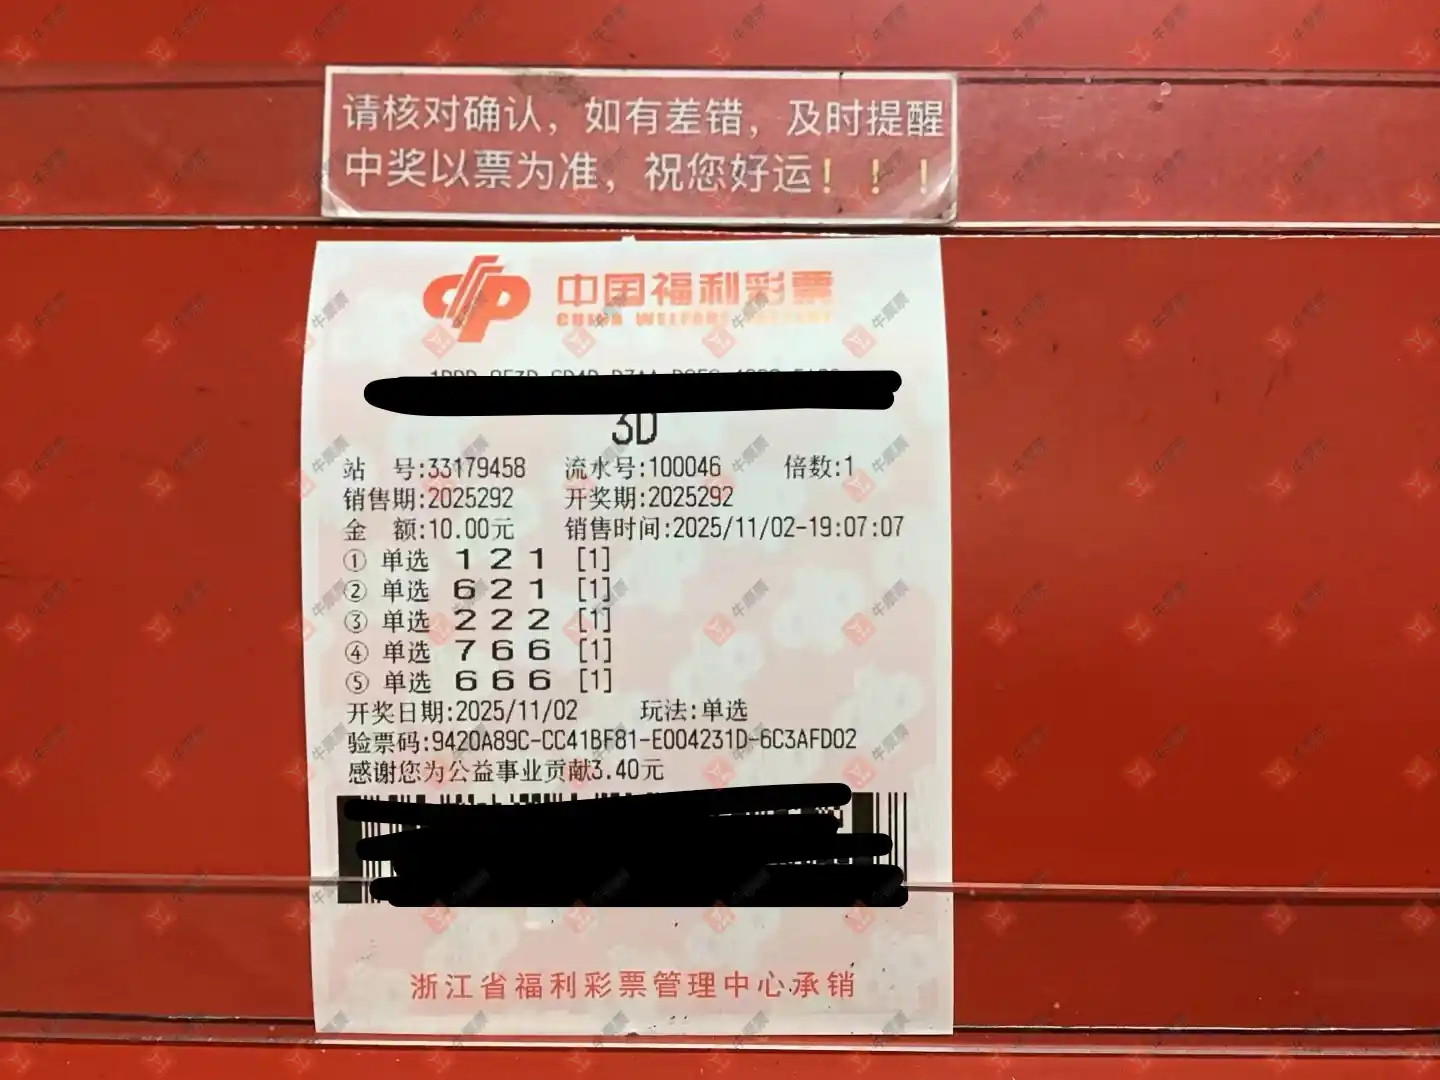 请核对确认，如有差错，及时提醒
中奖以票为准，祝您好运！！！
中国福利彩票
CHINA WELFARE LOTTERY
3D
站 号:33179458 流水号:100046 倍数:1
销售期:2025292 开奖期:2025292
金 额:10.00元 销售时间:2025/11/02-19:07:07
① 单选 1 2 1 [1]
② 单选 6 2 1 [1]
③ 单选 2 2 2 [1]
④ 单选 7 6 6 [1]
⑤ 单选 6 6 6 [1]
开奖日期:2025/11/02 玩法:单选
验票码:9420A89C-CC41BF81-E004231D-6C3AFD02
感谢您为公益事业贡献3.40元
浙江省福利彩票管理中心承销
牛票票